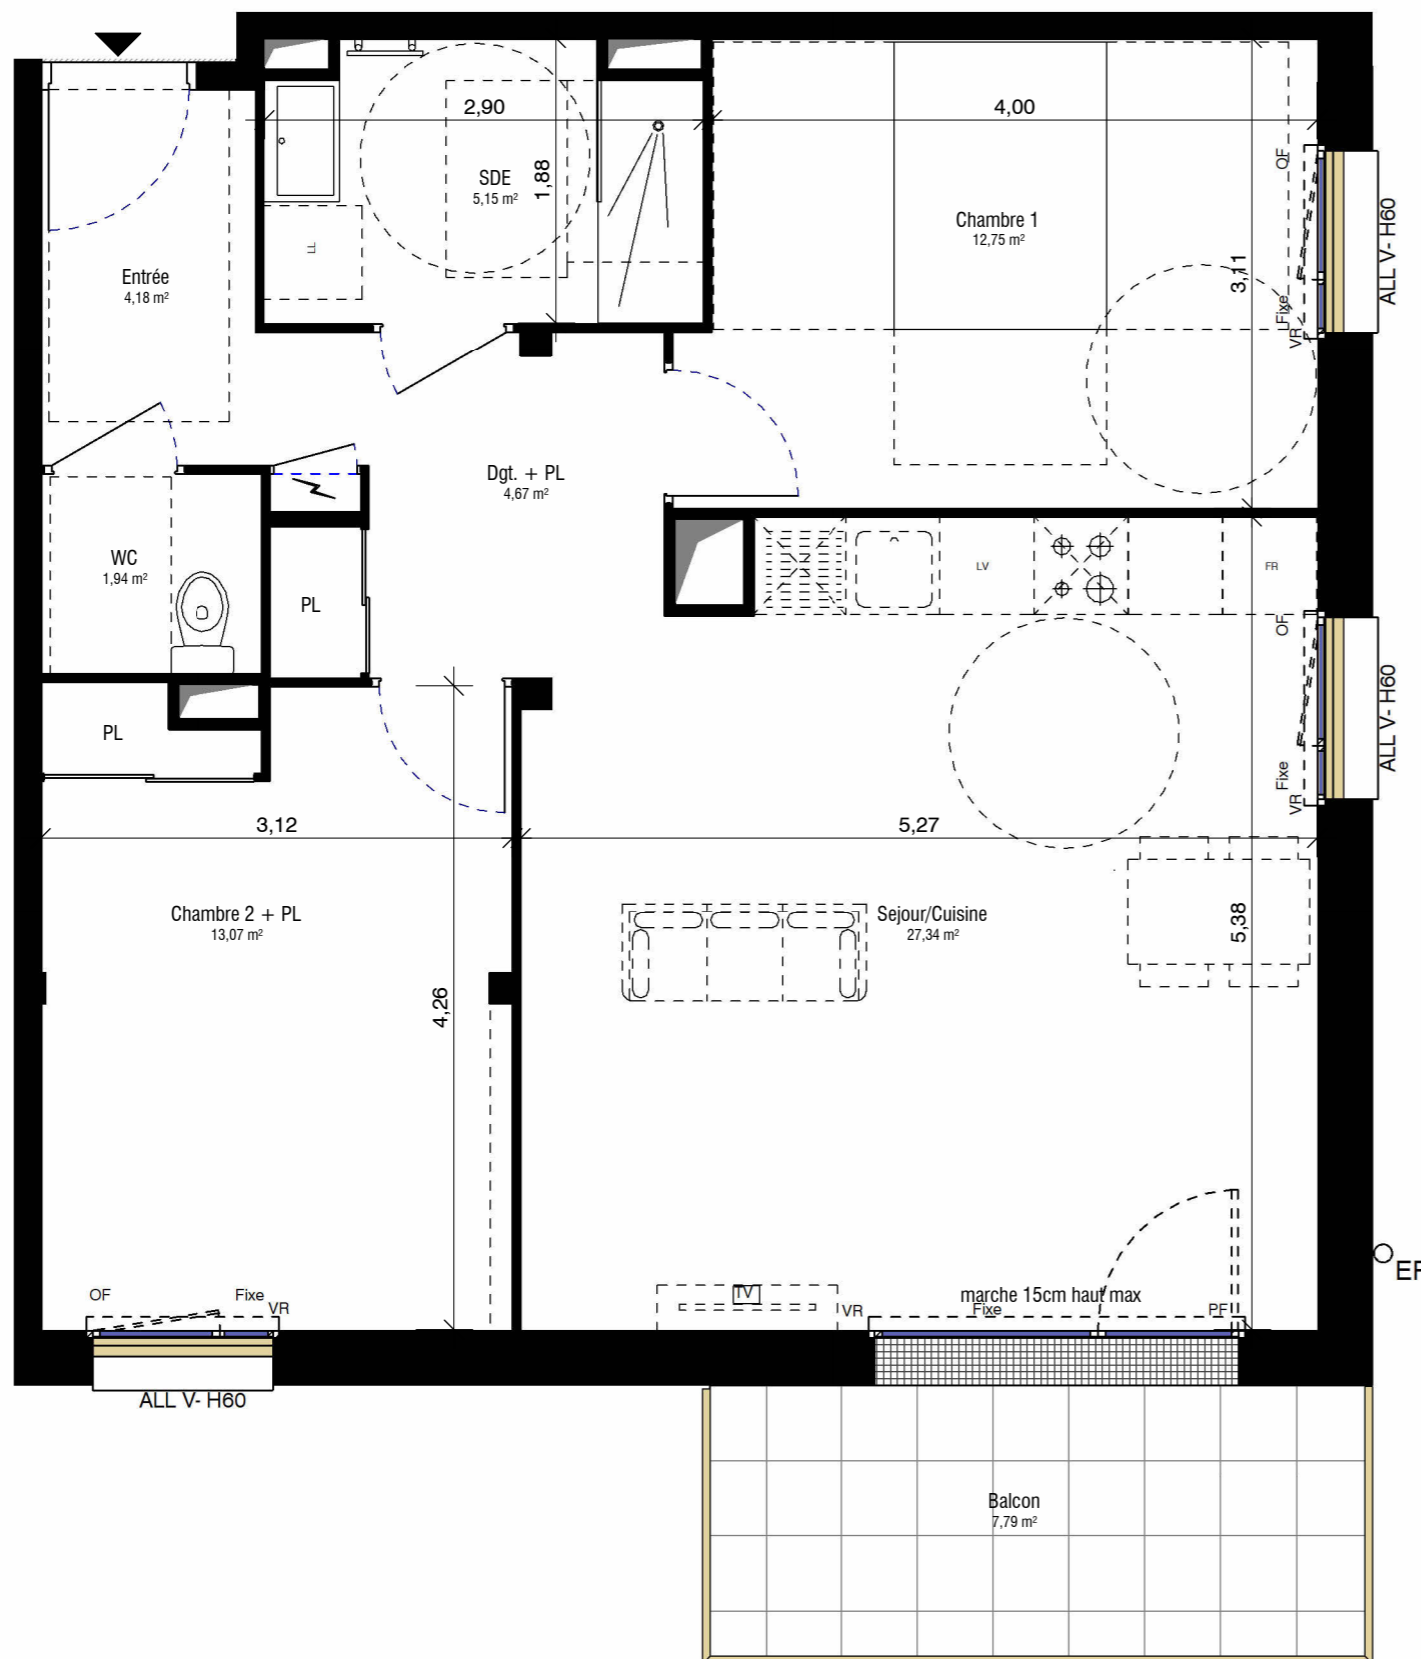 2,90
4,00
SDE
5,15 m²
1,88
Chambre 1
12,75 m²
3,11
OF
Fixe
VR
ALL V- H60
LL
Entrée
4,18 m²
Dgt. + PL
4,67 m²
WC
1,94 m²
PL
LV
FR
OF
Fixe
VR
ALL V- H60
PL
3,12
5,27
Chambre 2 + PL
13,07 m²
Sejour/Cuisine
27,34 m²
5,38
4,26
OF
Fixe
VR
ALL V- H60
TV
VR
marche 15cm haut max
Fixe
PF
Balcon
7,79 m²